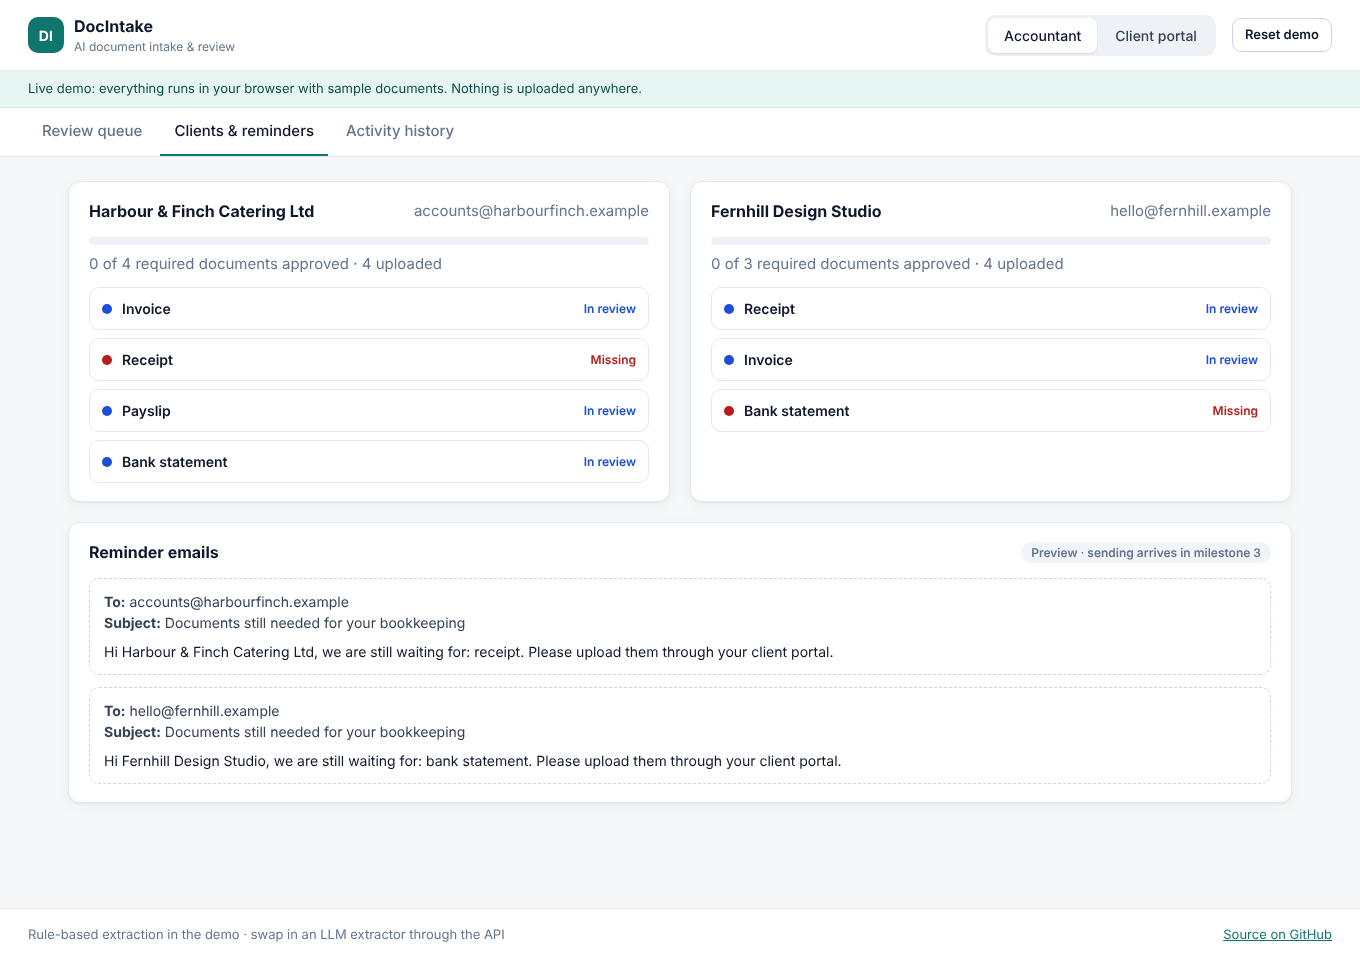 DI
DocIntake
AI document intake & review
Accountant
Client portal
Reset demo
Live demo: everything runs in your browser with sample documents. Nothing is uploaded anywhere.
Review queue
Clients & reminders
Activity history
Harbour & Finch Catering Ltd
accounts@harbourfinch.example
0 of 4 required documents approved · 4 uploaded
Invoice
In review
Receipt
Missing
Payslip
In review
Bank statement
In review
Fernhill Design Studio
hello@fernhill.example
0 of 3 required documents approved · 4 uploaded
Receipt
In review
Invoice
In review
Bank statement
Missing
Reminder emails
Preview · sending arrives in milestone 3
To: accounts@harbourfinch.example
Subject: Documents still needed for your bookkeeping
Hi Harbour & Finch Catering Ltd, we are still waiting for: receipt. Please upload them through your client portal.
To: hello@fernhill.example
Subject: Documents still needed for your bookkeeping
Hi Fernhill Design Studio, we are still waiting for: bank statement. Please upload them through your client portal.
Rule-based extraction in the demo · swap in an LLM extractor through the API
Source on GitHub